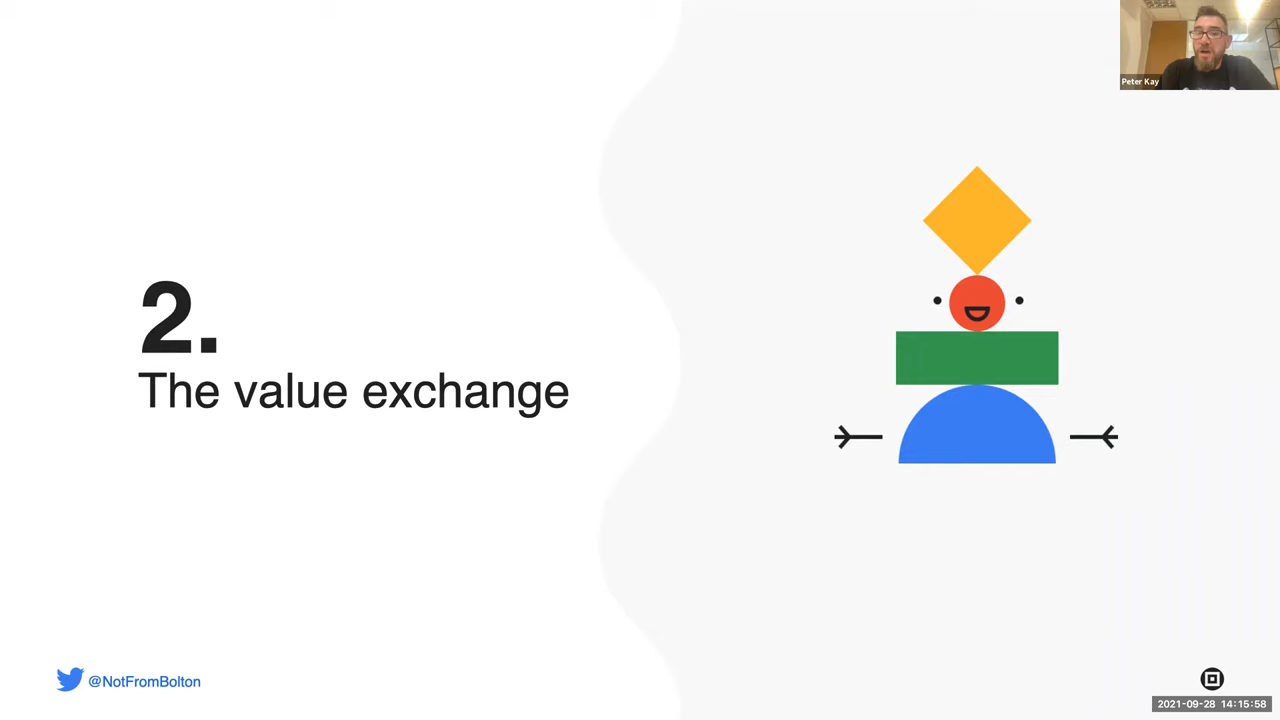 Peter Kay
2.
The value exchange
@NotFromBolton
2021-09-28 14:15:58